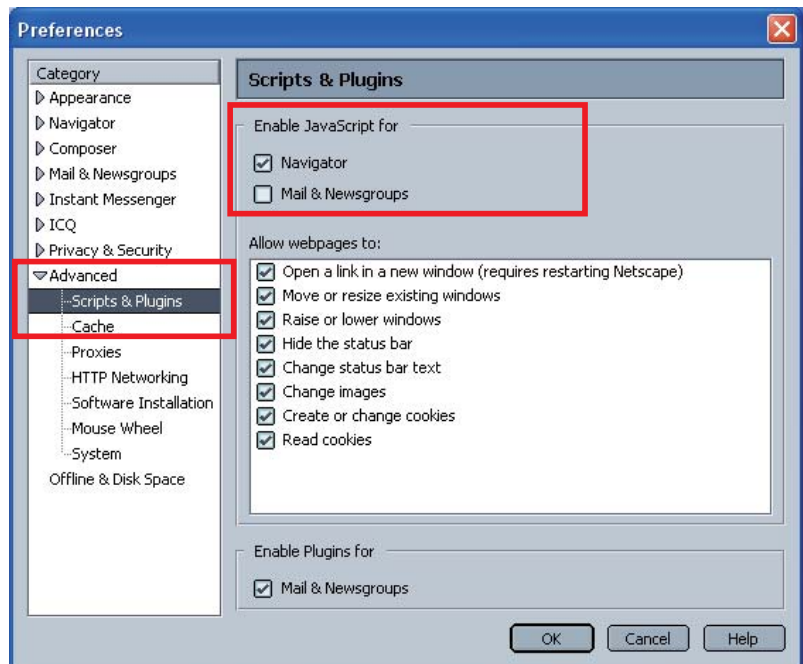 Preferences
Category
Appearance
Navigator
Composer
Mail & Newsgroups
Instant Messenger
ICQ
Privacy & Security
Advanced
Scripts & Plugins
Cache
Proxies
HTTP Networking
Software Installation
Mouse Wheel
System
Offline & Disk Space
Scripts & Plugins
Enable JavaScript for
Navigator
Mail & Newsgroups
Allow webpages to:
Open a link in a new window (requires restarting Netscape)
Move or resize existing windows
Raise or lower windows
Hide the status bar
Change status bar text
Change images
Create or change cookies
Read cookies
Enable Plugins for
Mail & Newsgroups
OK
Cancel
Help